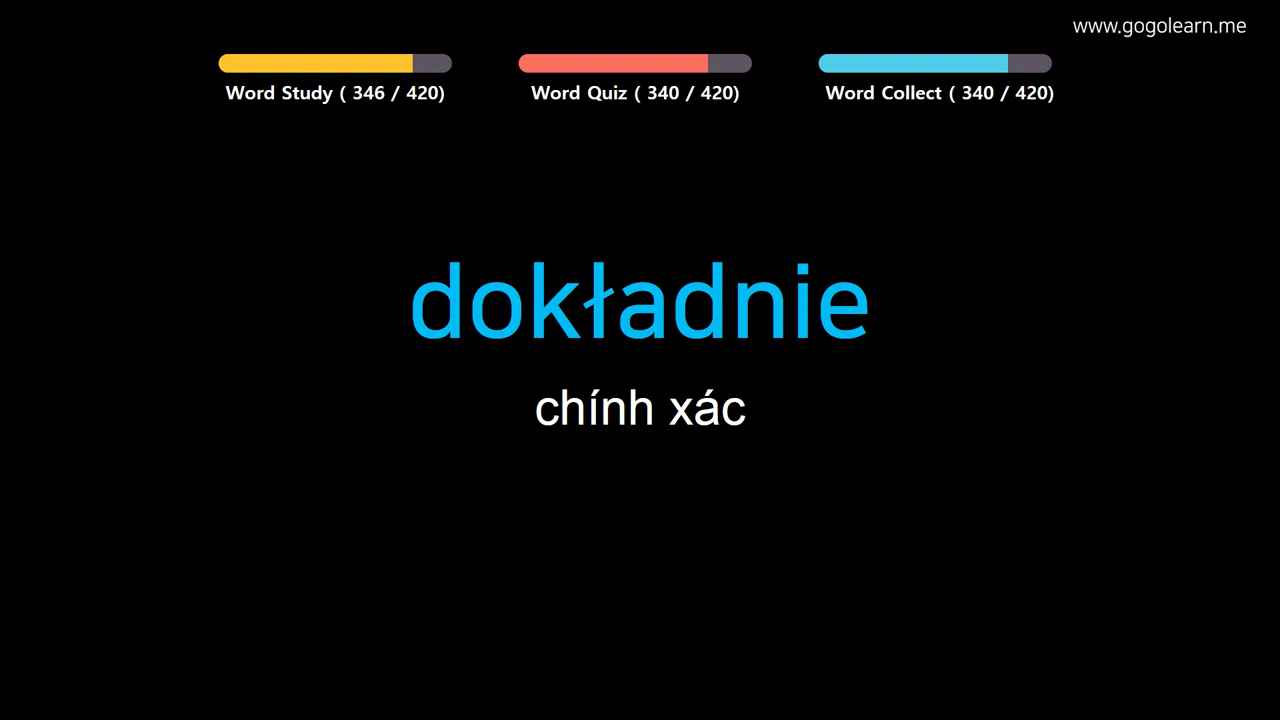 www.gogolearn.me
Word Study ( 346 / 420)
Word Quiz ( 340 / 420)
Word Collect ( 340 / 420)
dokładnie
chính xác